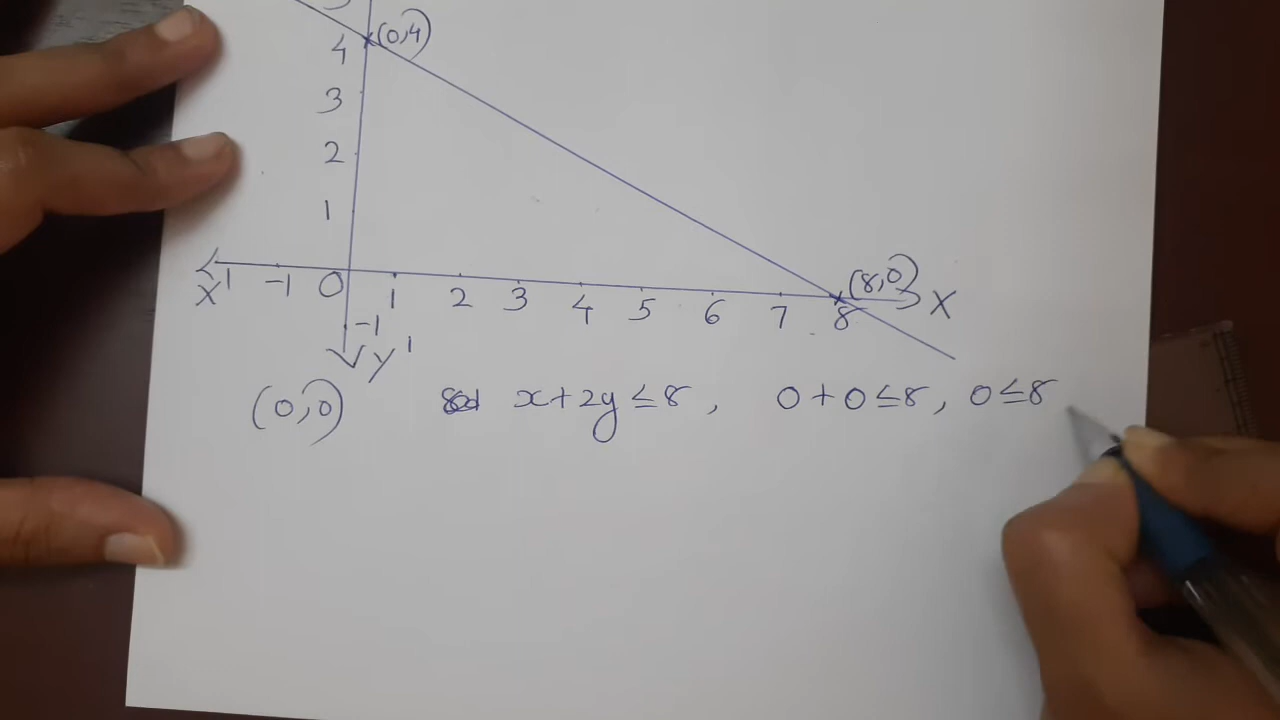 4 (0,4)
3
2
1
X' -1 0 1 2 3 4 5 6 7 8 (8,0) X
-1
Y'
(0,0) x+2y≤8, 0+0≤8, 0≤8